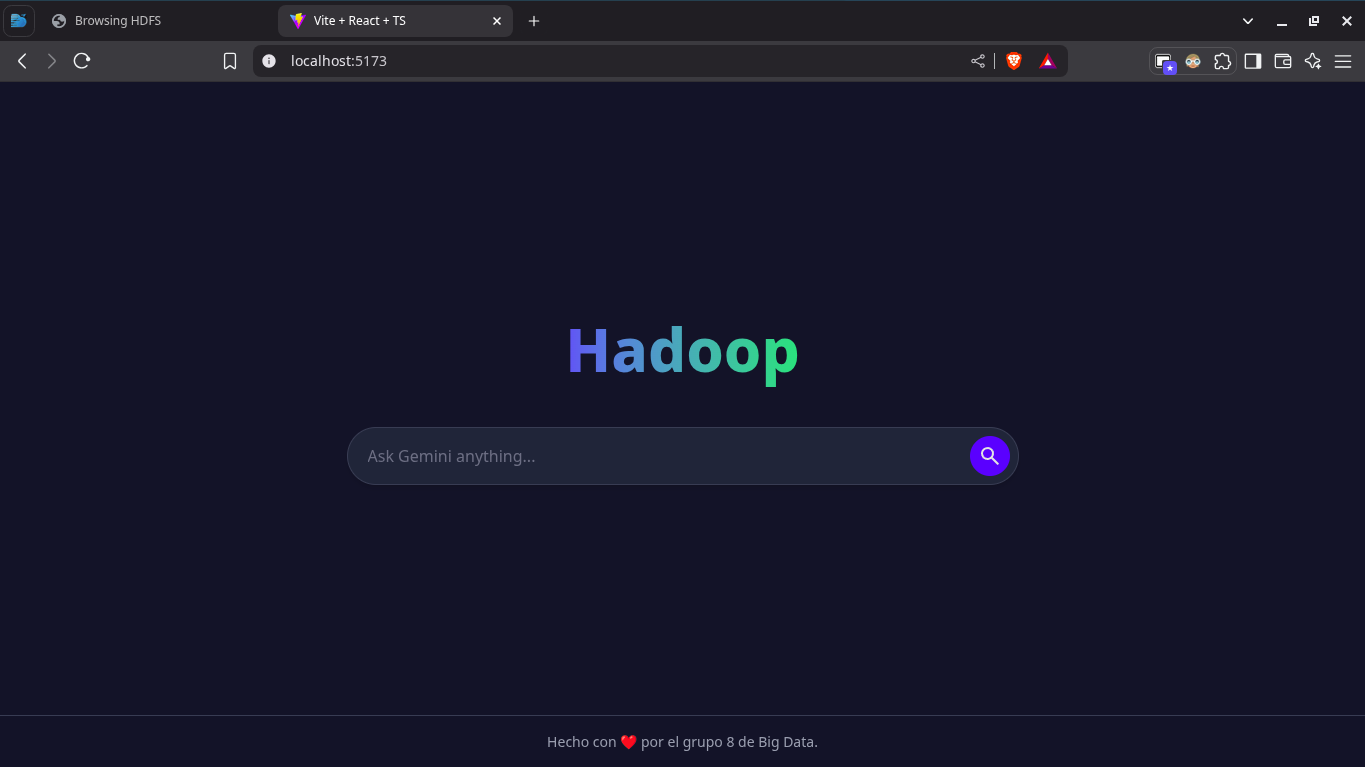 Browsing HDFS
Vite + React + TS
localhost:5173
Hadoop
Ask Gemini anything...
Hecho con ❤️ por el grupo 8 de Big Data.